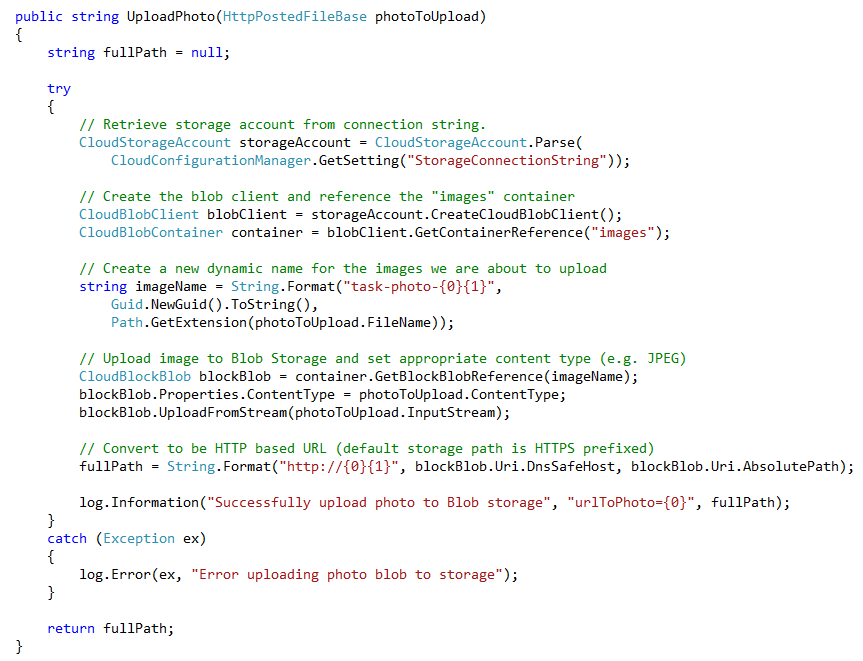 public string UploadPhoto(HttpPostedFileBase photoToUpload)
{
    string fullPath = null;

    try
    {
        // Retrieve storage account from connection string.
        CloudStorageAccount storageAccount = CloudStorageAccount.Parse(
            CloudConfigurationManager.GetSetting("StorageConnectionString"));

        // Create the blob client and reference the "images" container
        CloudBlobClient blobClient = storageAccount.CreateCloudBlobClient();
        CloudBlobContainer container = blobClient.GetContainerReference("images");

        // Create a new dynamic name for the images we are about to upload
        string imageName = String.Format("task-photo-{0}{1}",
            Guid.NewGuid().ToString(),
            Path.GetExtension(photoToUpload.FileName));

        // Upload image to Blob Storage and set appropriate content type (e.g. JPEG)
        CloudBlockBlob blockBlob = container.GetBlockBlobReference(imageName);
        blockBlob.Properties.ContentType = photoToUpload.ContentType;
        blockBlob.UploadFromStream(photoToUpload.InputStream);

        // Convert to be HTTP based URL (default storage path is HTTPS prefixed)
        fullPath = String.Format("http://{0}{1}", blockBlob.Uri.DnsSafeHost, blockBlob.Uri.AbsolutePath);

        log.Information("Successfully upload photo to Blob storage", "urlToPhoto={0}", fullPath);
    }
    catch (Exception ex)
    {
        log.Error(ex, "Error uploading photo blob to storage");
    }

    return fullPath;
}